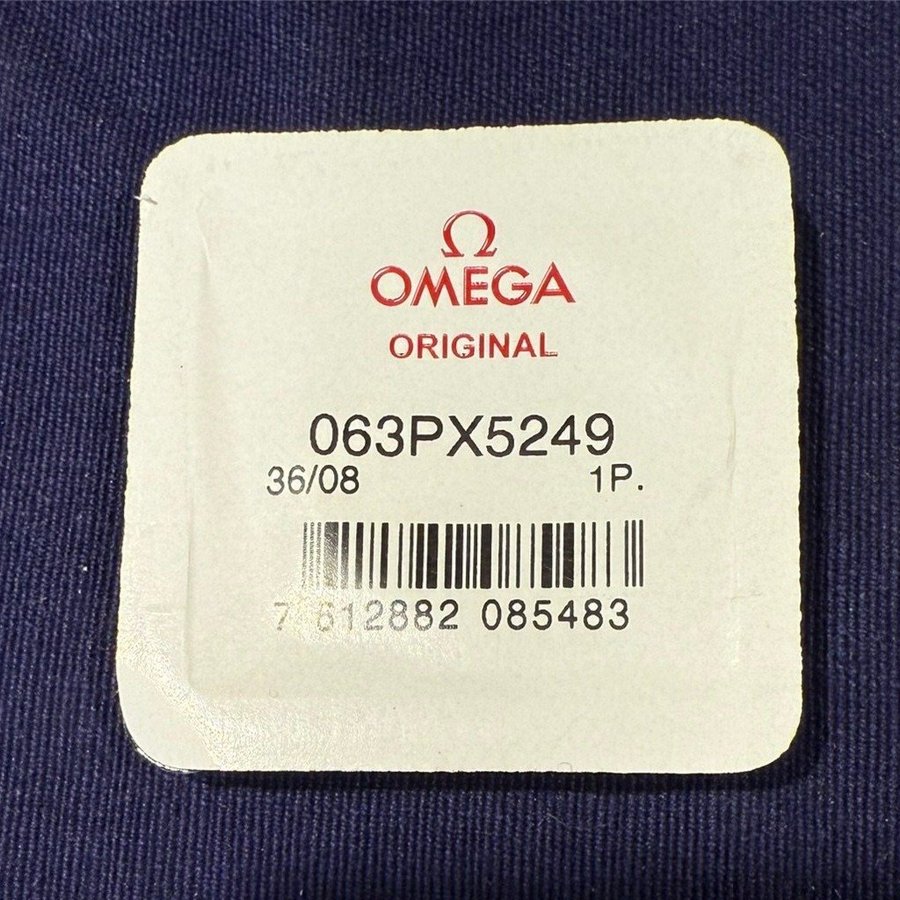 Ω
OMEGA
ORIGINAL
063PX5249
36/08 1P.
7 612882 085483